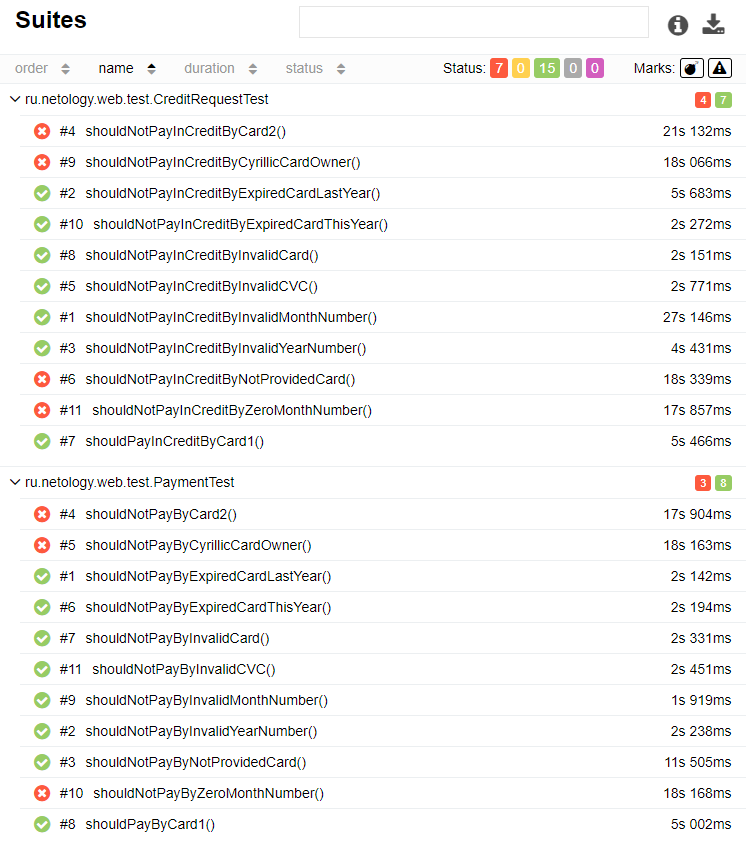 Suites
order name duration status Status: 7 0 15 0 0 Marks:
ru.netology.web.test.CreditRequestTest 4 7
#4 shouldNotPayInCreditByCard2() 21s 132ms
#9 shouldNotPayInCreditByCyrillicCardOwner() 18s 066ms
#2 shouldNotPayInCreditByExpiredCardLastYear() 5s 683ms
#10 shouldNotPayInCreditByExpiredCardThisYear() 2s 272ms
#8 shouldNotPayInCreditByInvalidCard() 2s 151ms
#5 shouldNotPayInCreditByInvalidCVC() 2s 771ms
#1 shouldNotPayInCreditByInvalidMonthNumber() 27s 146ms
#3 shouldNotPayInCreditByInvalidYearNumber() 4s 431ms
#6 shouldNotPayInCreditByNotProvidedCard() 18s 339ms
#11 shouldNotPayInCreditByZeroMonthNumber() 17s 857ms
#7 shouldPayInCreditByCard1() 5s 466ms
ru.netology.web.test.PaymentTest 3 8
#4 shouldNotPayByCard2() 17s 904ms
#5 shouldNotPayByCyrillicCardOwner() 18s 163ms
#1 shouldNotPayByExpiredCardLastYear() 2s 142ms
#6 shouldNotPayByExpiredCardThisYear() 2s 194ms
#7 shouldNotPayByInvalidCard() 2s 331ms
#11 shouldNotPayByInvalidCVC() 2s 451ms
#9 shouldNotPayByInvalidMonthNumber() 1s 919ms
#2 shouldNotPayByInvalidYearNumber() 2s 238ms
#3 shouldNotPayByNotProvidedCard() 11s 505ms
#10 shouldNotPayByZeroMonthNumber() 18s 168ms
#8 shouldPayByCard1() 5s 002ms